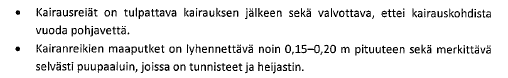 • Kairausreiät on tulpattava kairauksen jälkeen sekä valvottava, ettei kairauskohdista
vuoda pohjavettä.
• Kairanreikien maaputket on lyhennettävä noin 0,15–0,20 m pituuteen sekä merkittävä
selvästi puupaaluin, joissa on tunnisteet ja heijastin.